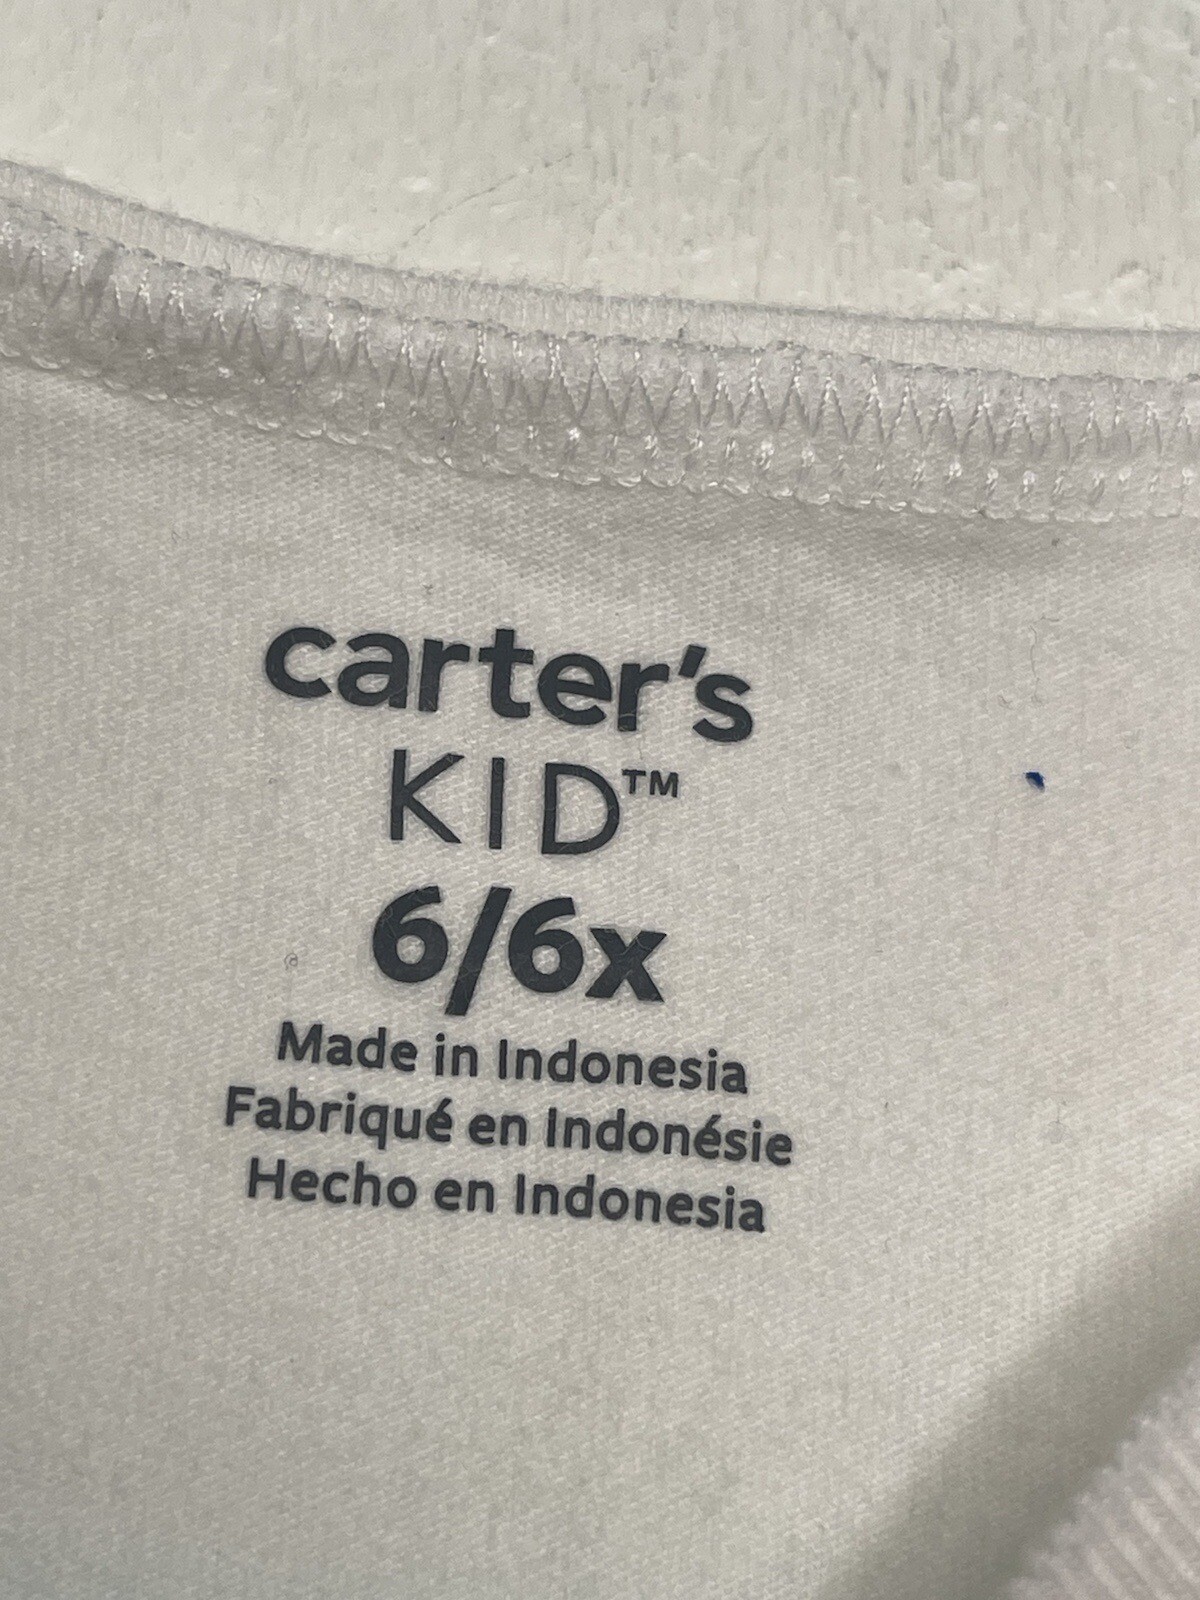 carter's
KID™
6/6x
Made in Indonesia
Fabriqué en Indonésie
Hecho en Indonesia